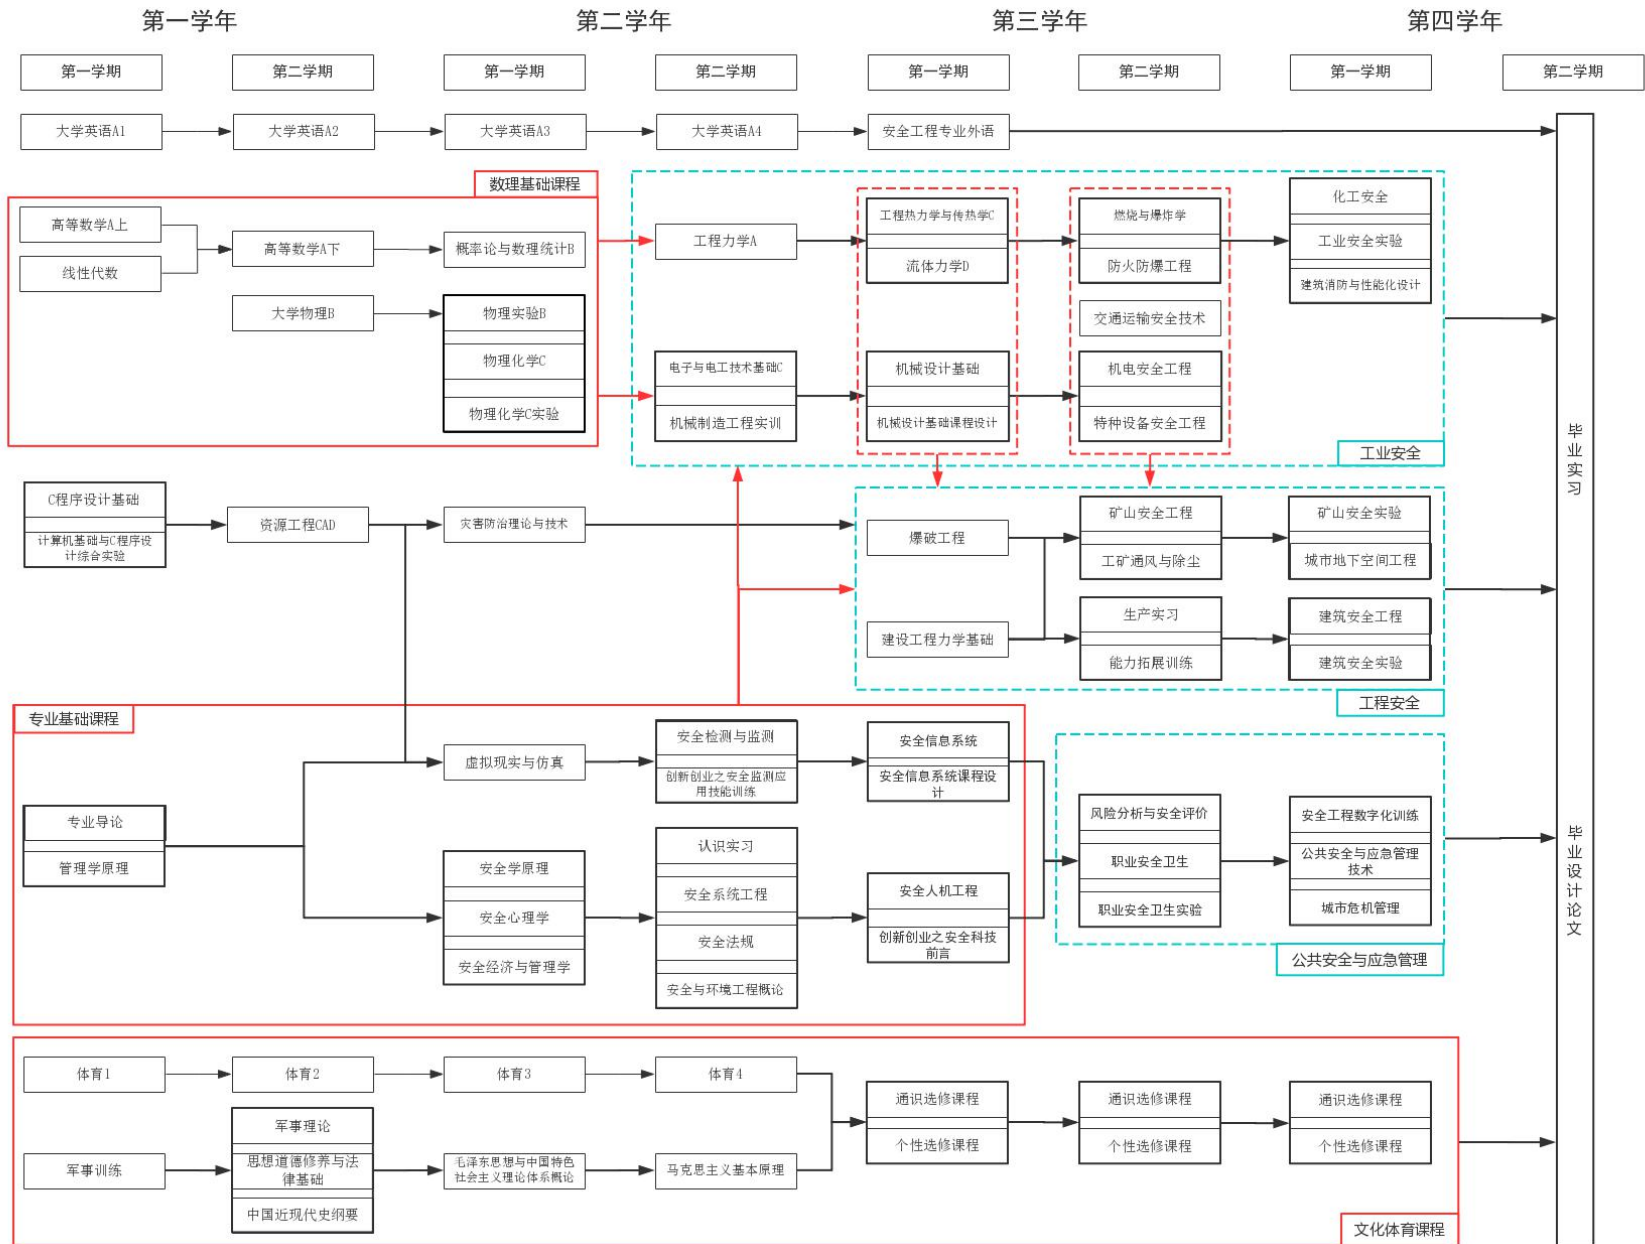 第一学年
第二学年
第三学年
第四学年
第一学期
第二学期
第一学期
第二学期
第一学期
第二学期
第一学期
第二学期
大学英语A1
大学英语A2
大学英语A3
大学英语A4
安全工程专业外语
数理基础课程
高等数学A上
线性代数
高等数学A下
概率论与数理统计B
大学物理B
物理实验B
物理化学C
物理化学C实验
工程力学A
工程热力学与传热学C
流体力学D
燃烧与爆炸学
防火防爆工程
化工安全
工业安全实验
建筑消防与性能化设计
交通运输安全技术
电子与电工技术基础C
机械制造工程实训
机械设计基础
机械设计基础课程设计
机电安全工程
特种设备安全工程
工业安全
C程序设计基础
计算机基础与C程序设
计综合实验
资源工程CAD
灾害防治理论与技术
爆破工程
建设工程力学基础
矿山安全工程
工矿通风与除尘
矿山安全实验
城市地下空间工程
生产实习
能力拓展训练
建筑安全工程
建筑安全实验
工程安全
专业基础课程
专业导论
管理学原理
虚拟现实与仿真
安全检测与监测
创新创业之安全监测应
用技能训练
安全信息系统
安全信息系统课程设
计
安全学原理
安全心理学
安全经济与管理学
认识实习
安全系统工程
安全法规
安全与环境工程概论
安全人机工程
创新创业之安全科技
前言
风险分析与安全评价
职业安全卫生
职业安全卫生实验
安全工程数字化训练
公共安全与应急管理
技术
城市危机管理
公共安全与应急管理
体育1
体育2
体育3
体育4
军事训练
军事理论
思想道德修养与法
律基础
中国近现代史纲要
毛泽东思想与中国特色
社会主义理论体系概论
马克思主义基本原理
通识选修课程
个性选修课程
通识选修课程
个性选修课程
通识选修课程
个性选修课程
文化体育课程
毕业实习
毕业设计论文